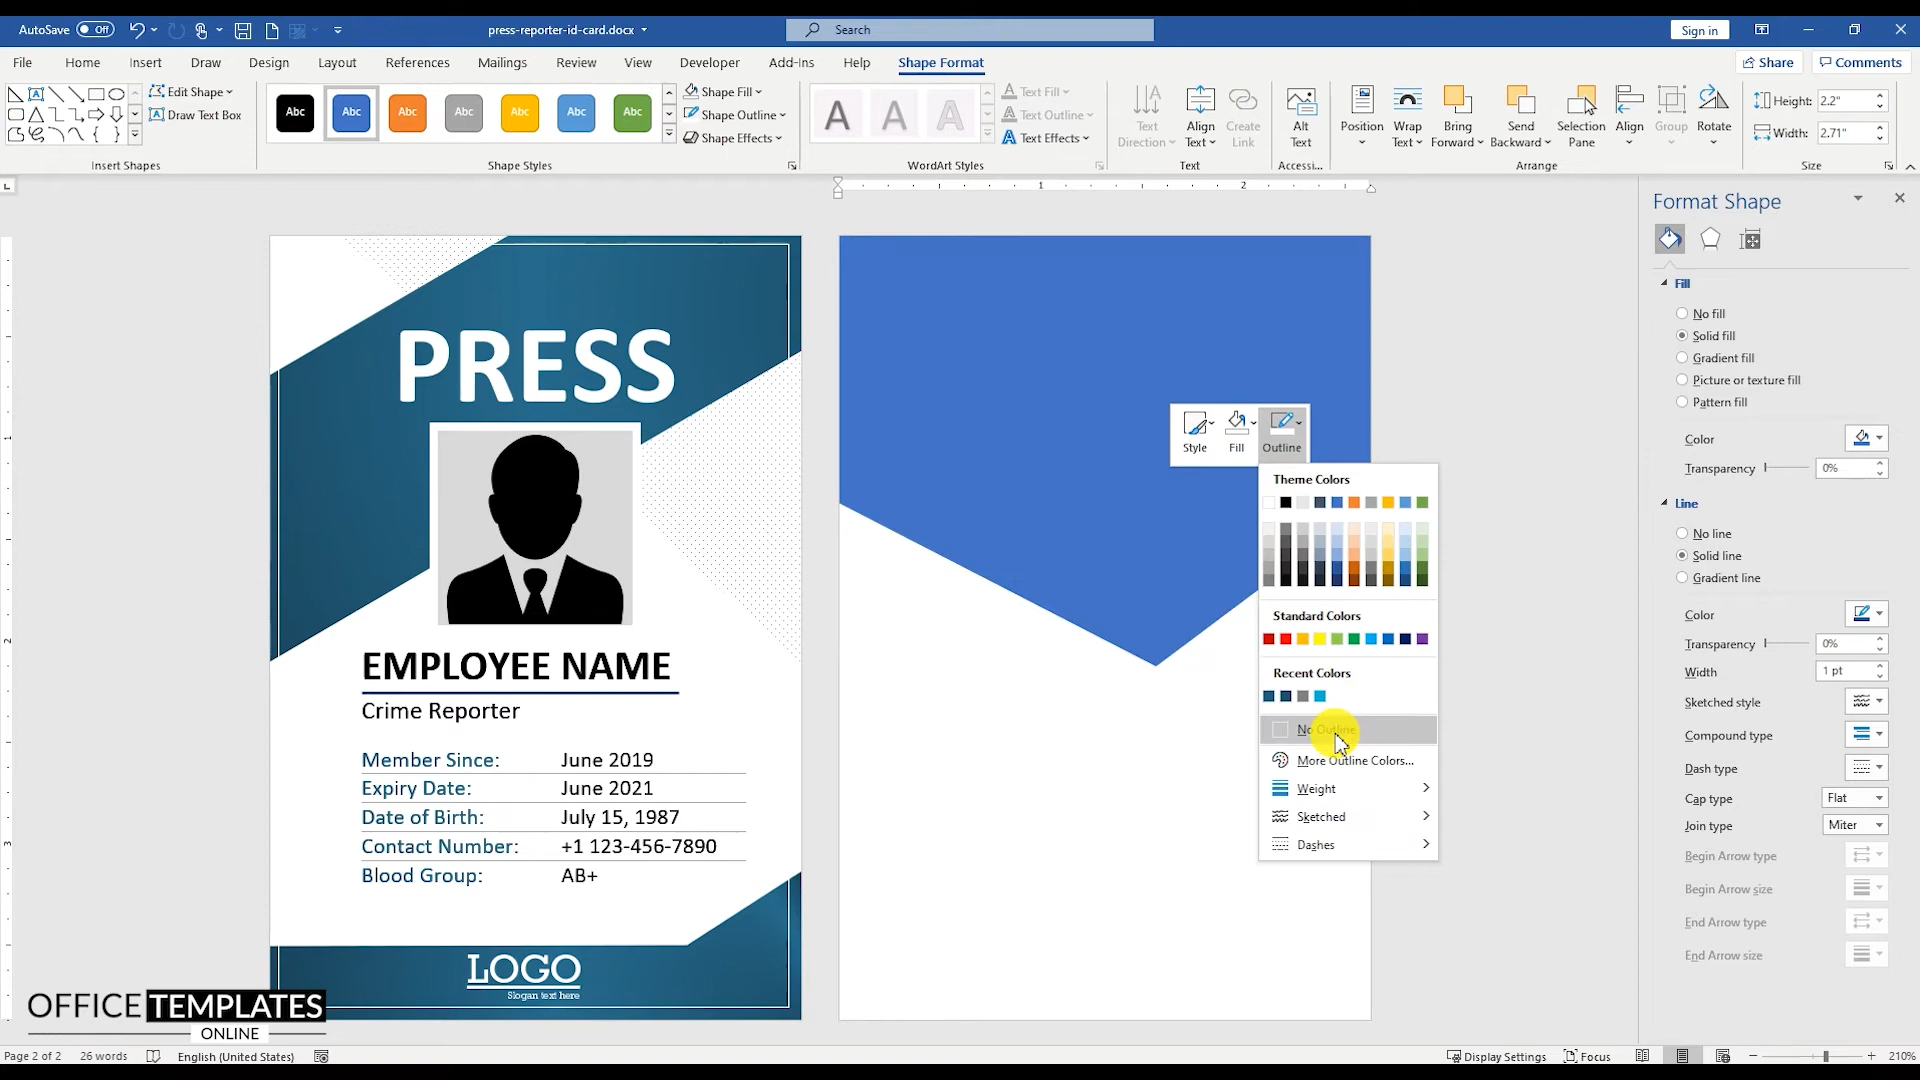 AutoSave Off
press-reporter-id-card.docx
Search
Sign in
File Home Insert Draw Design Layout References Mailings Review View Developer Add-Ins Help Shape Format
Share Comments
Edit Shape
Draw Text Box
Insert Shapes
Abc Abc Abc Abc Abc Abc Abc
Shape Fill
Shape Outline
Shape Effects
Shape Styles
A A A
Text Fill
Text Outline
Text Effects
WordArt Styles
Text Direction
Align Text
Create Link
Text
Alt Text
Accessi...
Position
Wrap Text
Bring Forward
Send Backward
Selection Pane
Align
Group
Rotate
Arrange
Height: 2.2"
Width: 2.71"
Size
1 2
1
2
3
PRESS
EMPLOYEE NAME
Crime Reporter
Member Since: June 2019
Expiry Date: June 2021
Date of Birth: July 15, 1987
Contact Number: +1 123-456-7890
Blood Group: AB+
LOGO
Slogan text here
Style Fill Outline
Theme Colors
Standard Colors
Recent Colors
No Outline
More Outline Colors...
Weight
Sketched
Dashes
Format Shape
Fill
No fill
Solid fill
Gradient fill
Picture or texture fill
Pattern fill
Color
Transparency 0%
Line
No line
Solid line
Gradient line
Color
Transparency 0%
Width 1 pt
Sketched style
Compound type
Dash type
Cap type Flat
Join type Miter
Begin Arrow type
Begin Arrow size
End Arrow type
End Arrow size
OFFICE TEMPLATES
ONLINE
Page 2 of 2 26 words English (United States)
Display Settings Focus 210%